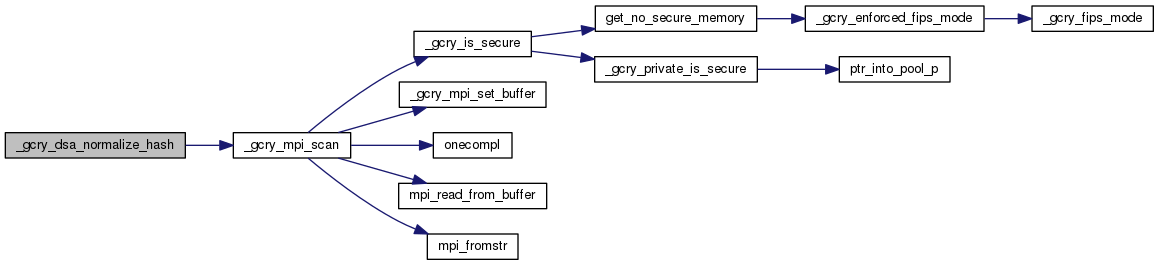 _gcry_dsa_normalize_hash
_gcry_mpi_scan
_gcry_is_secure
get_no_secure_memory
_gcry_enforced_fips_mode
_gcry_fips_mode
_gcry_private_is_secure
ptr_into_pool_p
_gcry_mpi_set_buffer
onecompl
mpi_read_from_buffer
mpi_fromstr